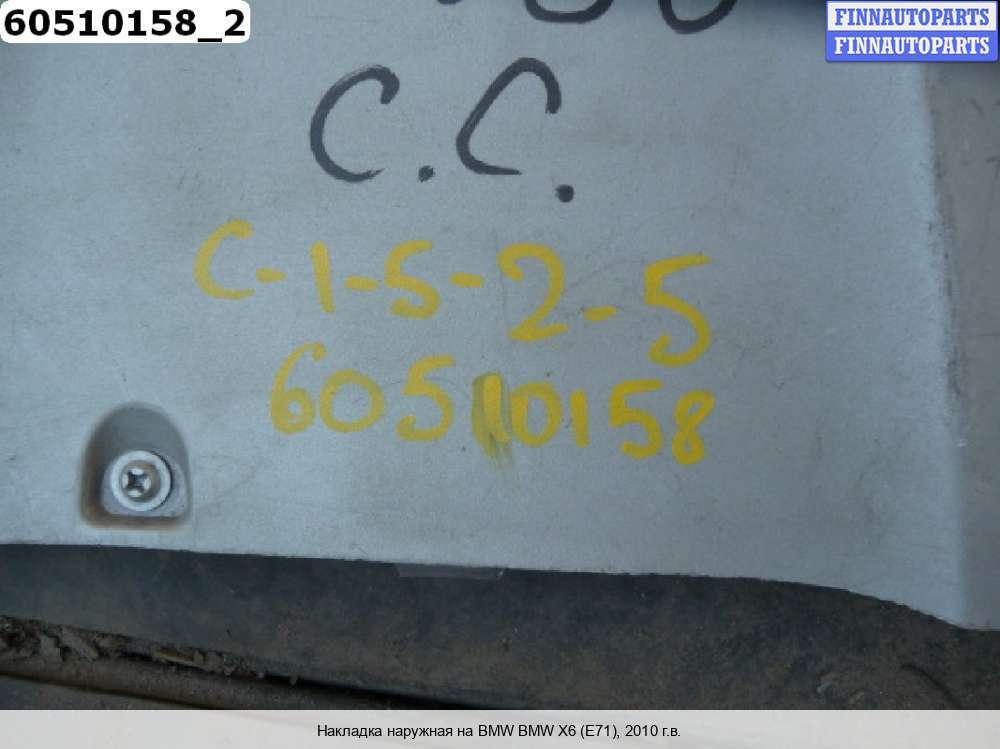 60510158_2
FINNAUTOPARTS
FINNAUTOPARTS
C.C.
C-1-5-2-5
60510158
Накладка наружная на BMW BMW X6 (E71), 2010 г.в.